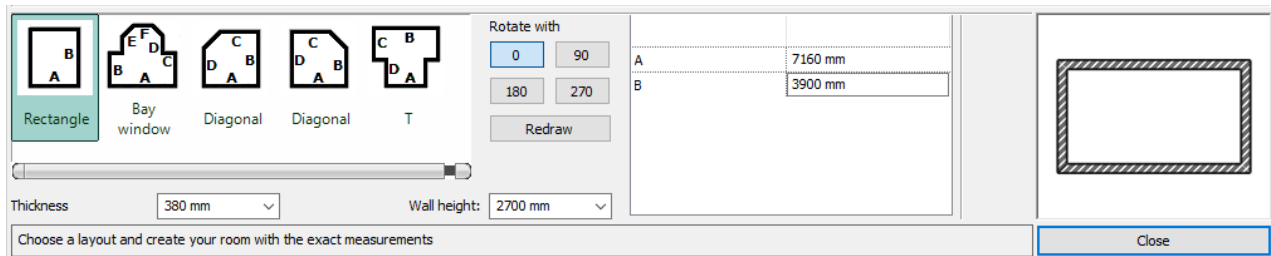 B
A
Rectangle
E F D
B A C
Bay
window
C
D B
A
Diagonal
C
D B
A
Diagonal
C B
D A
T
Rotate with
0 90
180 270
Redraw
A 7160 mm
B 3900 mm
Thickness 380 mm Wall height: 2700 mm
Choose a layout and create your room with the exact measurements
Close